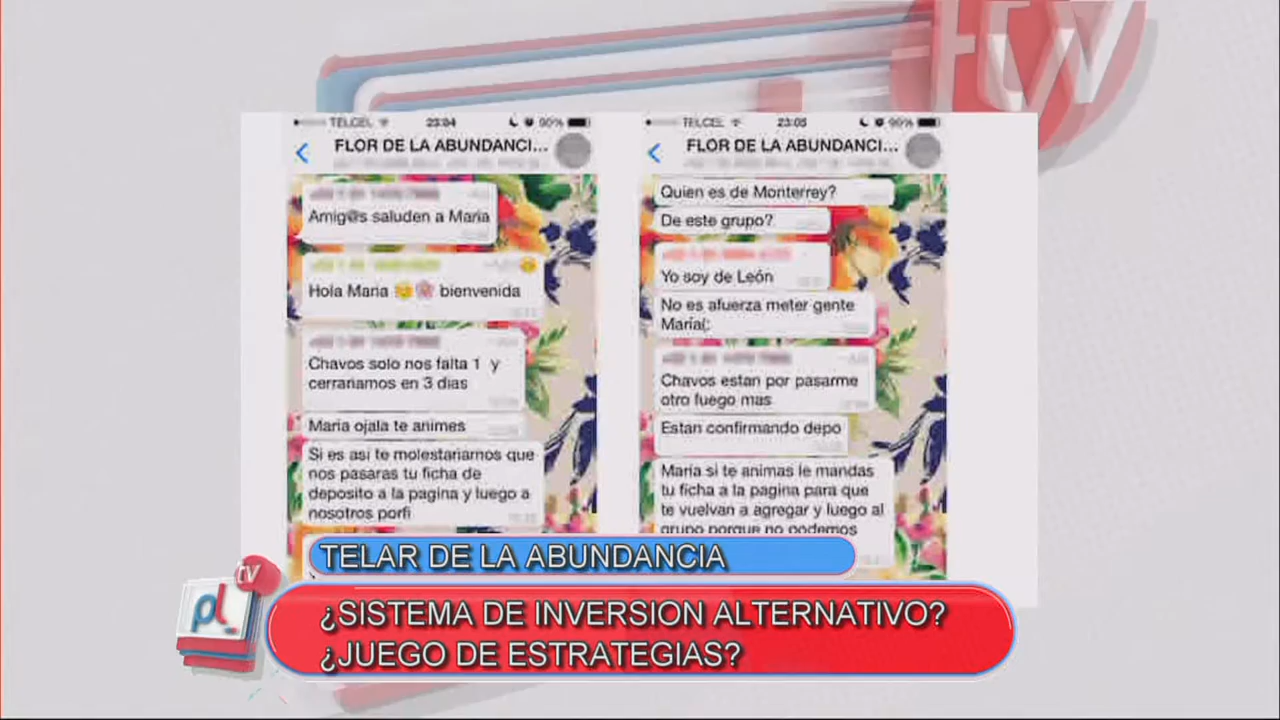 tv
TELCEL 23:04 90%
FLOR DE LA ABUNDANCI...
Amig@s saluden a Maria
Hola Maria 😊 🌸 bienvenida
Chavos solo nos falta 1 y
cerrariamos en 3 dias
Maria ojala te animes
Si es asi te molestariamos que
nos pasaras tu ficha de
deposito a la pagina y luego a
nosotros porfi
TELCEL 23:05 90%
FLOR DE LA ABUNDANCI...
Quien es de Monterrey?
De este grupo?
Yo soy de León
No es afuerza meter gente
Maria(:
Chavos estan por pasarme
otro fuego mas
Estan confirmando depo
Maria si te animas le mandas
tu ficha a la pagina para que
te vuelvan a agregar y luego al
grupo porque no podemos
TELAR DE LA ABUNDANCIA
tv
pl
¿SISTEMA DE INVERSION ALTERNATIVO?
¿JUEGO DE ESTRATEGIAS?